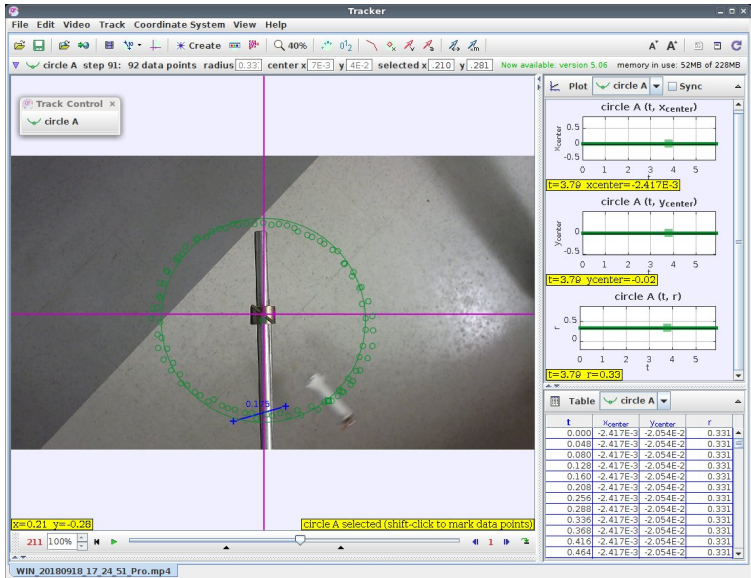 Tracker
File Edit Video Track Coordinate System View Help
Create 40%
circle A step 91: 92 data points radius 0.33 center x 7E-3 y 4E-2 selected x .210 y .281 Now available: version 5.06 memory in use: 52MB of 228MB
Track Control ×
circle A
0.175
x=0.21 y=-0.28
circle A selected (shift-click to mark data points)
211 100% 1
WIN_20180918_17_24_51_Pro.mp4
Plot circle A Sync
circle A (t, xcenter)
xcenter
0.5
0
-0.5
0 1 2 3 4 5
t
t=3.79 xcenter=-2.417E-3
circle A (t, ycenter)
ycenter
0
-0.5
0 1 2 3 4 5
t
t=3.79 ycenter=-0.02
circle A (t, r)
r
0.5
0
0 1 2 3 4 5
t
t=3.79 r=0.33
Table circle A
t xcenter ycenter r
0.000 -2.417E-3 -2.054E-2 0.331
0.048 -2.417E-3 -2.054E-2 0.331
0.080 -2.417E-3 -2.054E-2 0.331
0.128 -2.417E-3 -2.054E-2 0.331
0.160 -2.417E-3 -2.054E-2 0.331
0.208 -2.417E-3 -2.054E-2 0.331
0.256 -2.417E-3 -2.054E-2 0.331
0.288 -2.417E-3 -2.054E-2 0.331
0.336 -2.417E-3 -2.054E-2 0.331
0.368 -2.417E-3 -2.054E-2 0.331
0.416 -2.417E-3 -2.054E-2 0.331
0.464 -2.417E-3 -2.054E-2 0.331